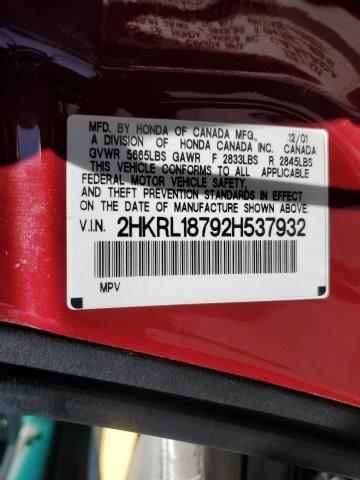 MFD. BY HONDA OF CANADA MFG., 12/01
A DIVISION OF HONDA CANADA INC. CANADA
GVWR 5665LBS GAWR F 2833LBS R 2845LBS
THIS VEHICLE CONFORMS TO ALL APPLICABLE
FEDERAL MOTOR VEHICLE SAFETY AND
THEFT PREVENTION STANDARDS IN EFFECT
ON THE DATE OF MANUFACTURE SHOWN ABOVE.
V.I.N. 2HKRL18792H537932
MPV